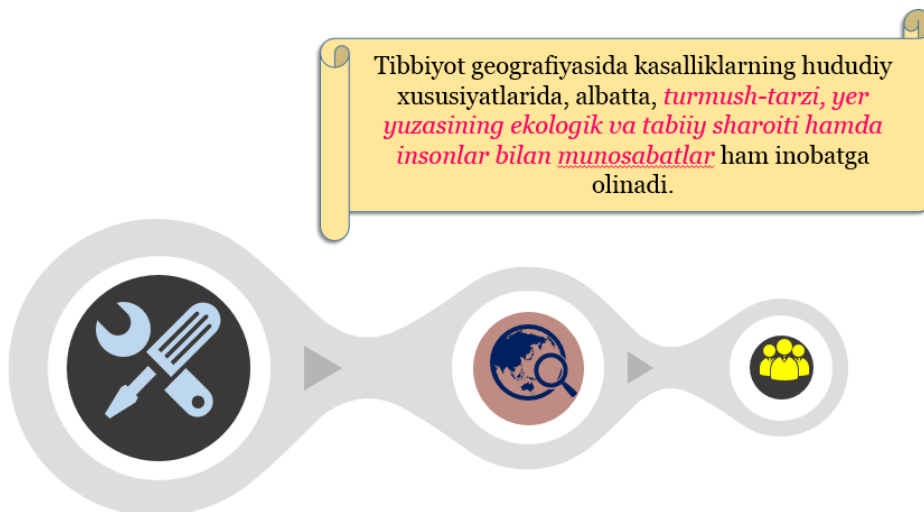 Tibbiyot geografiyasida kasalliklarning hududiy
xususiyatlarida, albatta, turmush-tarzi, yer
yuzasining ekologik va tabiiy sharoiti hamda
insonlar bilan munosabatlar ham inobatga
olinadi.